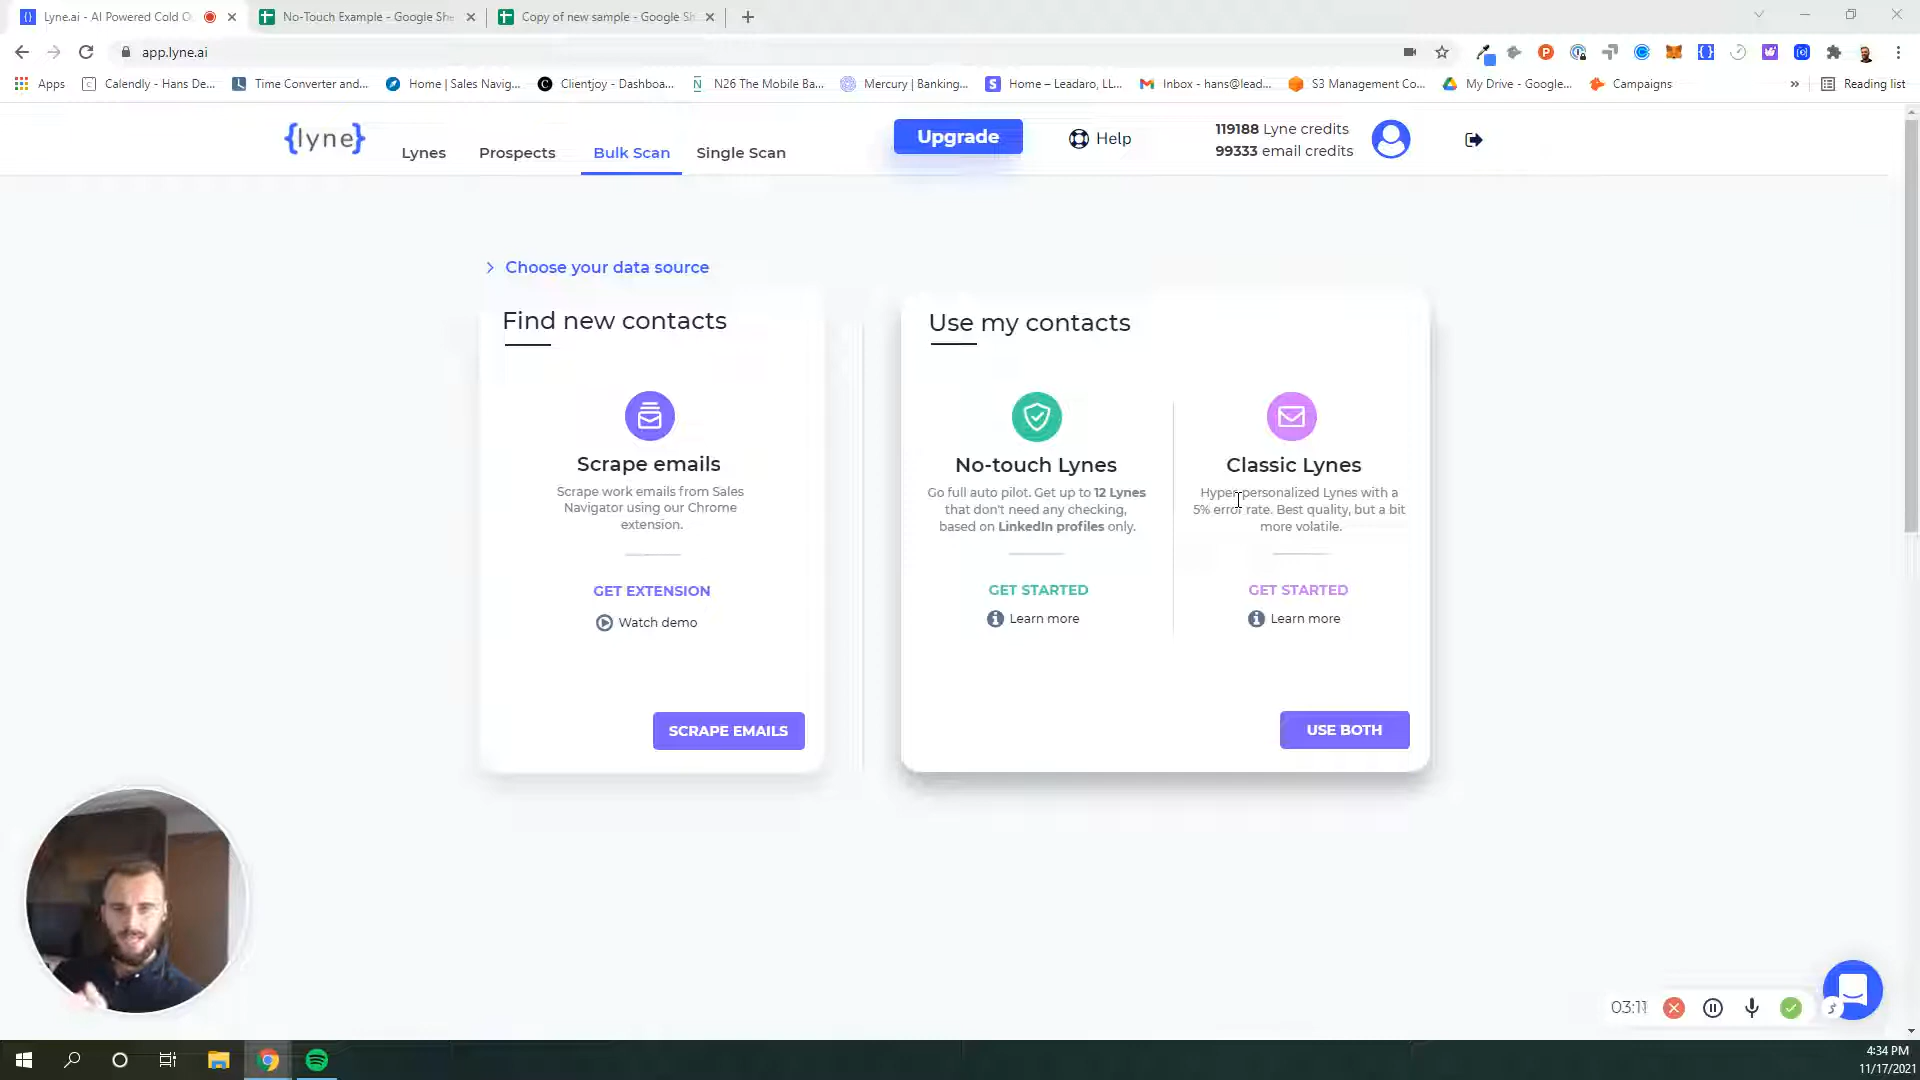 Lyne.ai - AI Powered Cold O
No-Touch Example - Google She
Copy of new sample - Google Sh
app.lyne.ai
Apps
Calendly - Hans De...
Time Converter and...
Home | Sales Navig...
Clientjoy - Dashboa...
N26 The Mobile Ba...
Mercury | Banking...
Home – Leadaro, LL...
Inbox - hans@lead...
S3 Management Co...
My Drive - Google...
Campaigns
»
Reading list
{lyne}
Lynes
Prospects
Bulk Scan
Single Scan
Upgrade
Help
119188 Lyne credits
99333 email credits
Choose your data source
Find new contacts
Scrape emails
Scrape work emails from Sales
Navigator using our Chrome
extension.
GET EXTENSION
Watch demo
SCRAPE EMAILS
Use my contacts
No-touch Lynes
Go full auto pilot. Get up to 12 Lynes
that don't need any checking,
based on LinkedIn profiles only.
GET STARTED
Learn more
Classic Lynes
Hyper-personalized Lynes with a
5% error rate. Best quality, but a bit
more volatile.
GET STARTED
Learn more
USE BOTH
03:11
4:34 PM
11/17/2021